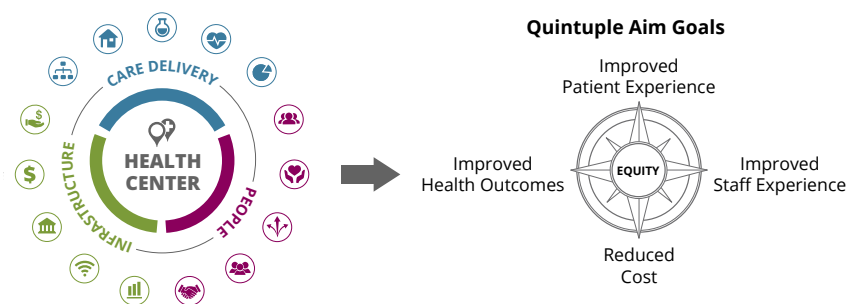 CARE DELIVERY
INFRASTRUCTURE
PEOPLE
HEALTH
CENTER
$
$
Quintuple Aim Goals
Improved
Patient Experience
Improved
Health Outcomes
EQUITY
Improved
Staff Experience
Reduced
Cost